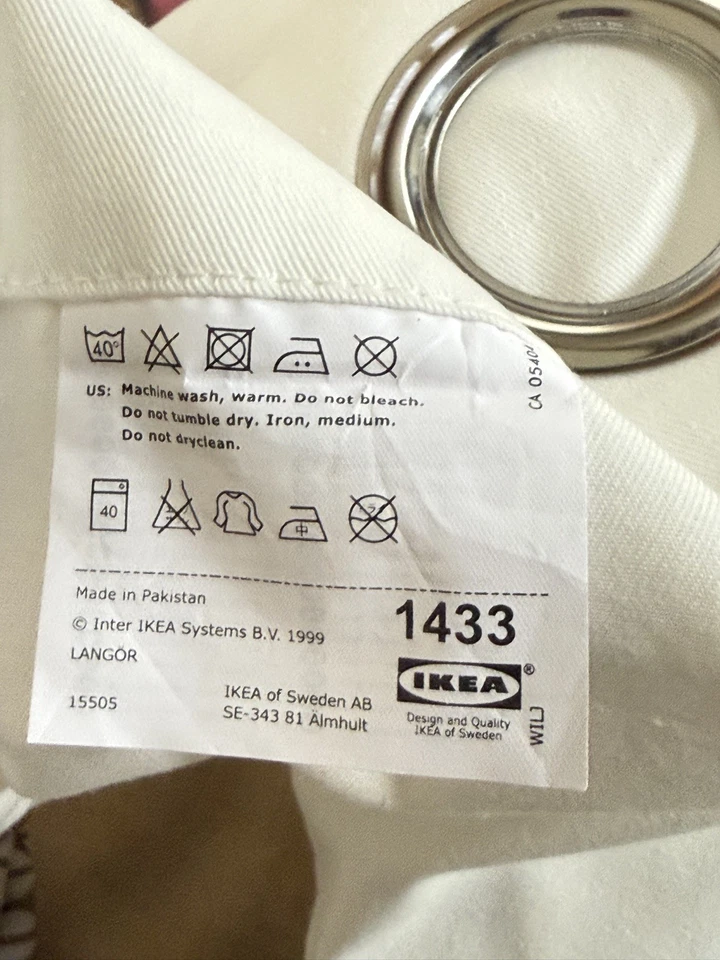 40°
US: Machine wash, warm. Do not bleach.
Do not tumble dry. Iron, medium.
Do not dryclean.
40
中
Made in Pakistan
© Inter IKEA Systems B.V. 1999
LANGÖR
15505
IKEA of Sweden AB
SE-343 81 Älmhult
1433
IKEA®
Design and Quality
IKEA of Sweden
WILJ
CA